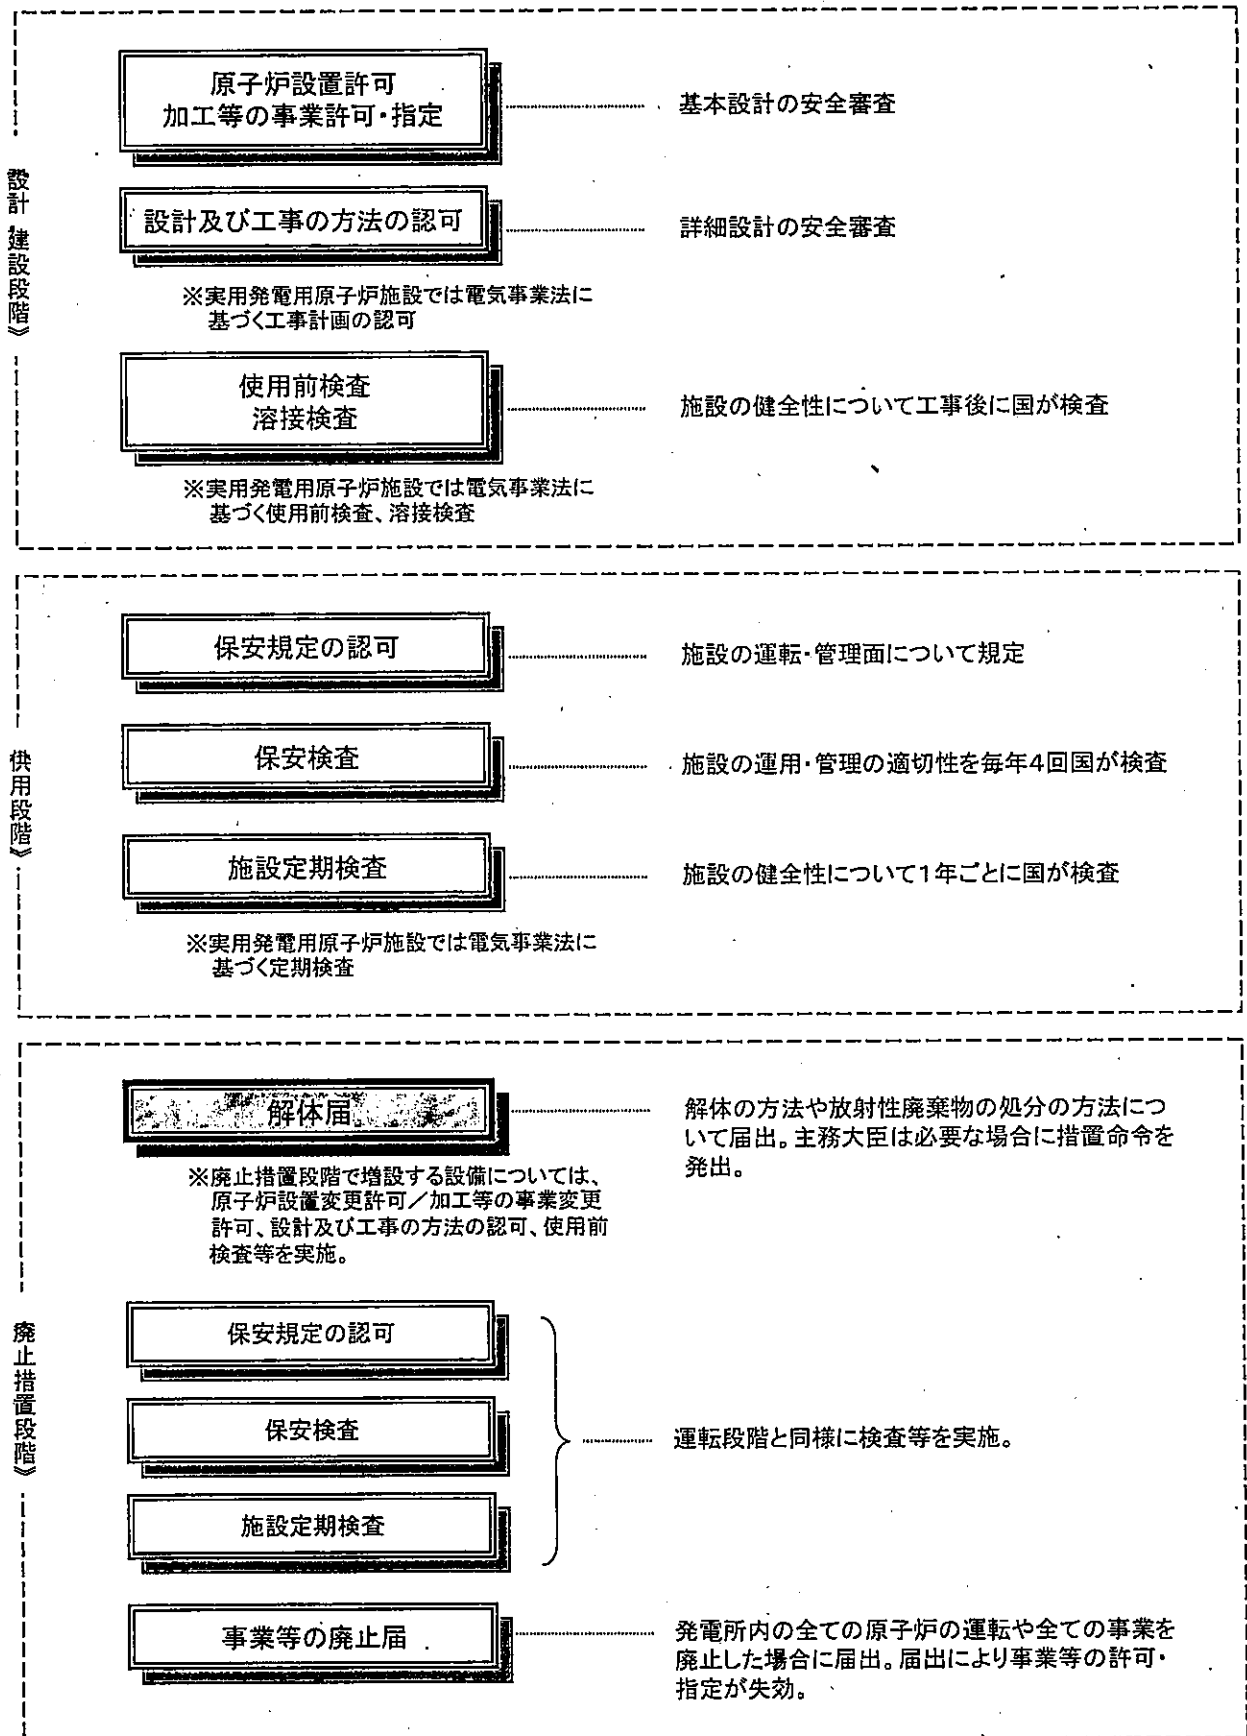 設計 建設段階》
原子炉設置許可
加工等の事業許可・指定
基本設計の安全審査
設計及び工事の方法の認可
詳細設計の安全審査
※実用発電用原子炉施設では電気事業法に
基づく工事計画の認可
使用前検査
溶接検査
施設の健全性について工事後に国が検査
※実用発電用原子炉施設では電気事業法に
基づく使用前検査、溶接検査
供用段階》
保安規定の認可
施設の運転・管理面について規定
保安検査
施設の運用・管理の適切性を毎年4回国が検査
施設定期検査
施設の健全性について1年ごとに国が検査
※実用発電用原子炉施設では電気事業法に
基づく定期検査
廃止措置段階》
解体届
解体の方法や放射性廃棄物の処分の方法につ
いて届出。主務大臣は必要な場合に措置命令を
発出。
※廃止措置段階で増設する設備については、
原子炉設置変更許可／加工等の事業変更
許可、設計及び工事の方法の認可、使用前
検査等を実施。
保安規定の認可
保安検査
運転段階と同様に検査等を実施。
施設定期検査
事業等の廃止届
発電所内の全ての原子炉の運転や全ての事業を
廃止した場合に届出。届出により事業等の許可・
指定が失効。